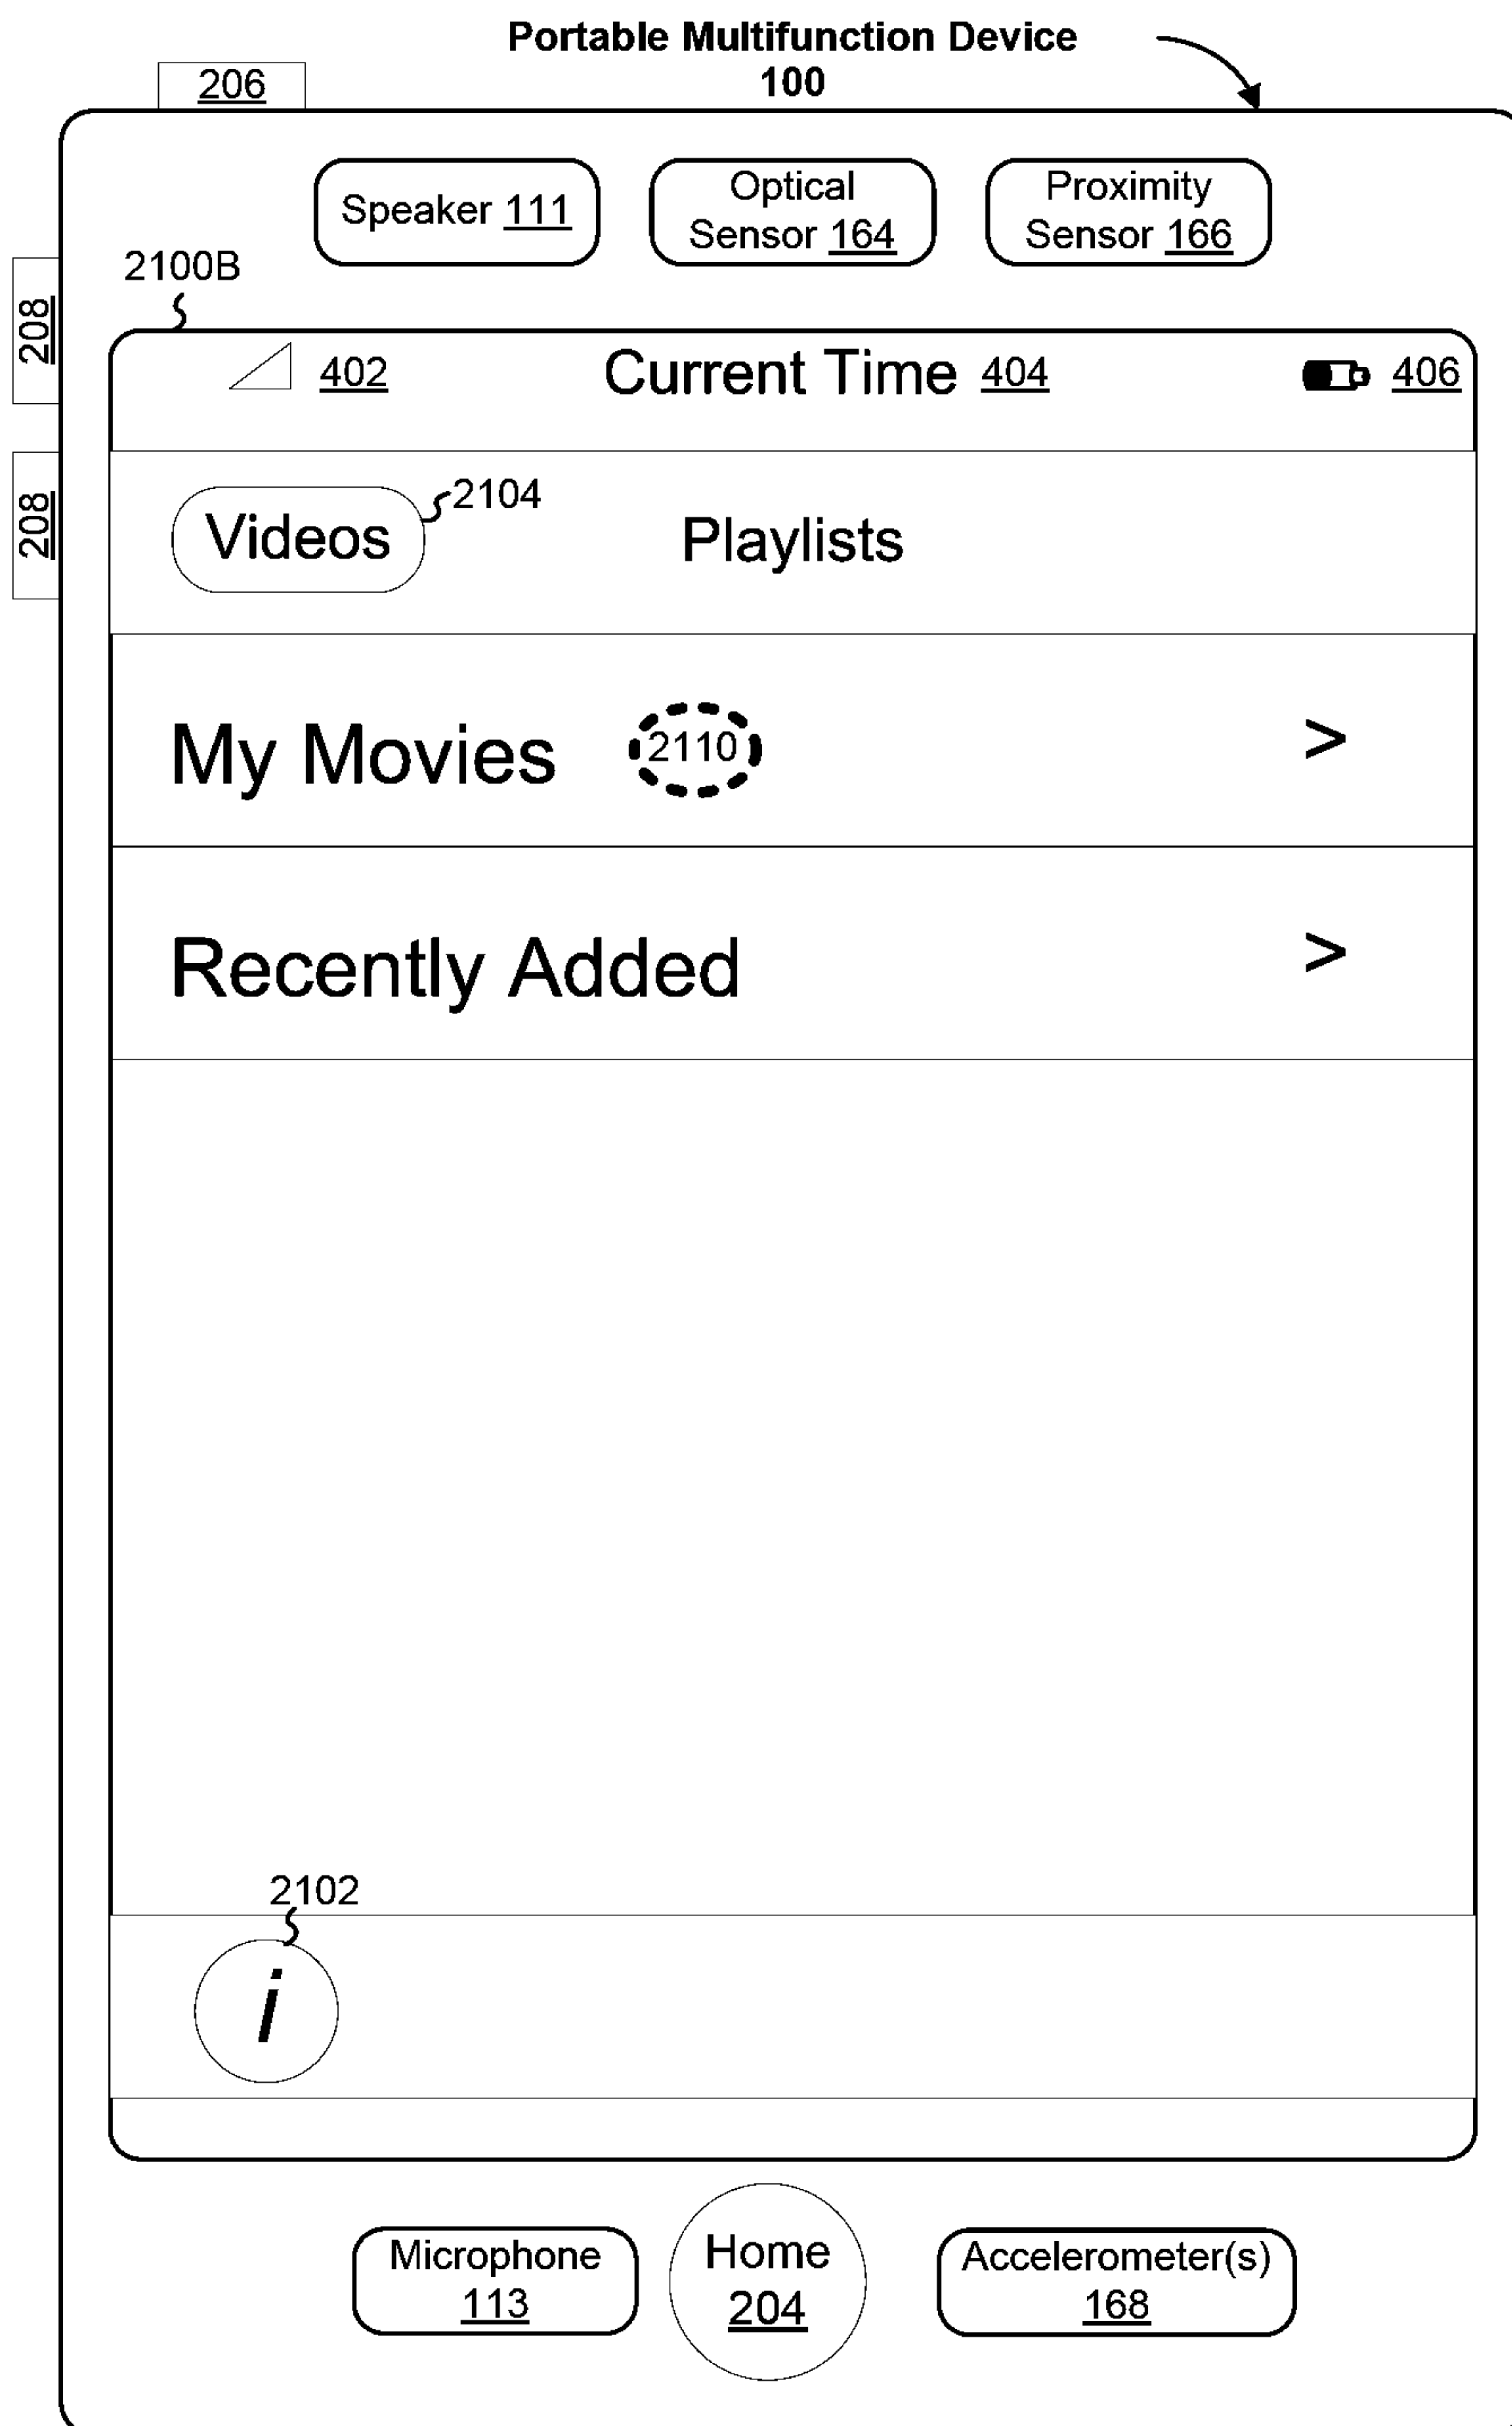 Portable Multifunction Device
100
206
Speaker 111
Optical
Sensor 164
Proximity
Sensor 166
2100B
208
208
402
Current Time 404
406
Videos
2104
Playlists
My Movies
2110
>
Recently Added
>
2102
i
Microphone
113
Home
204
Accelerometer(s)
168